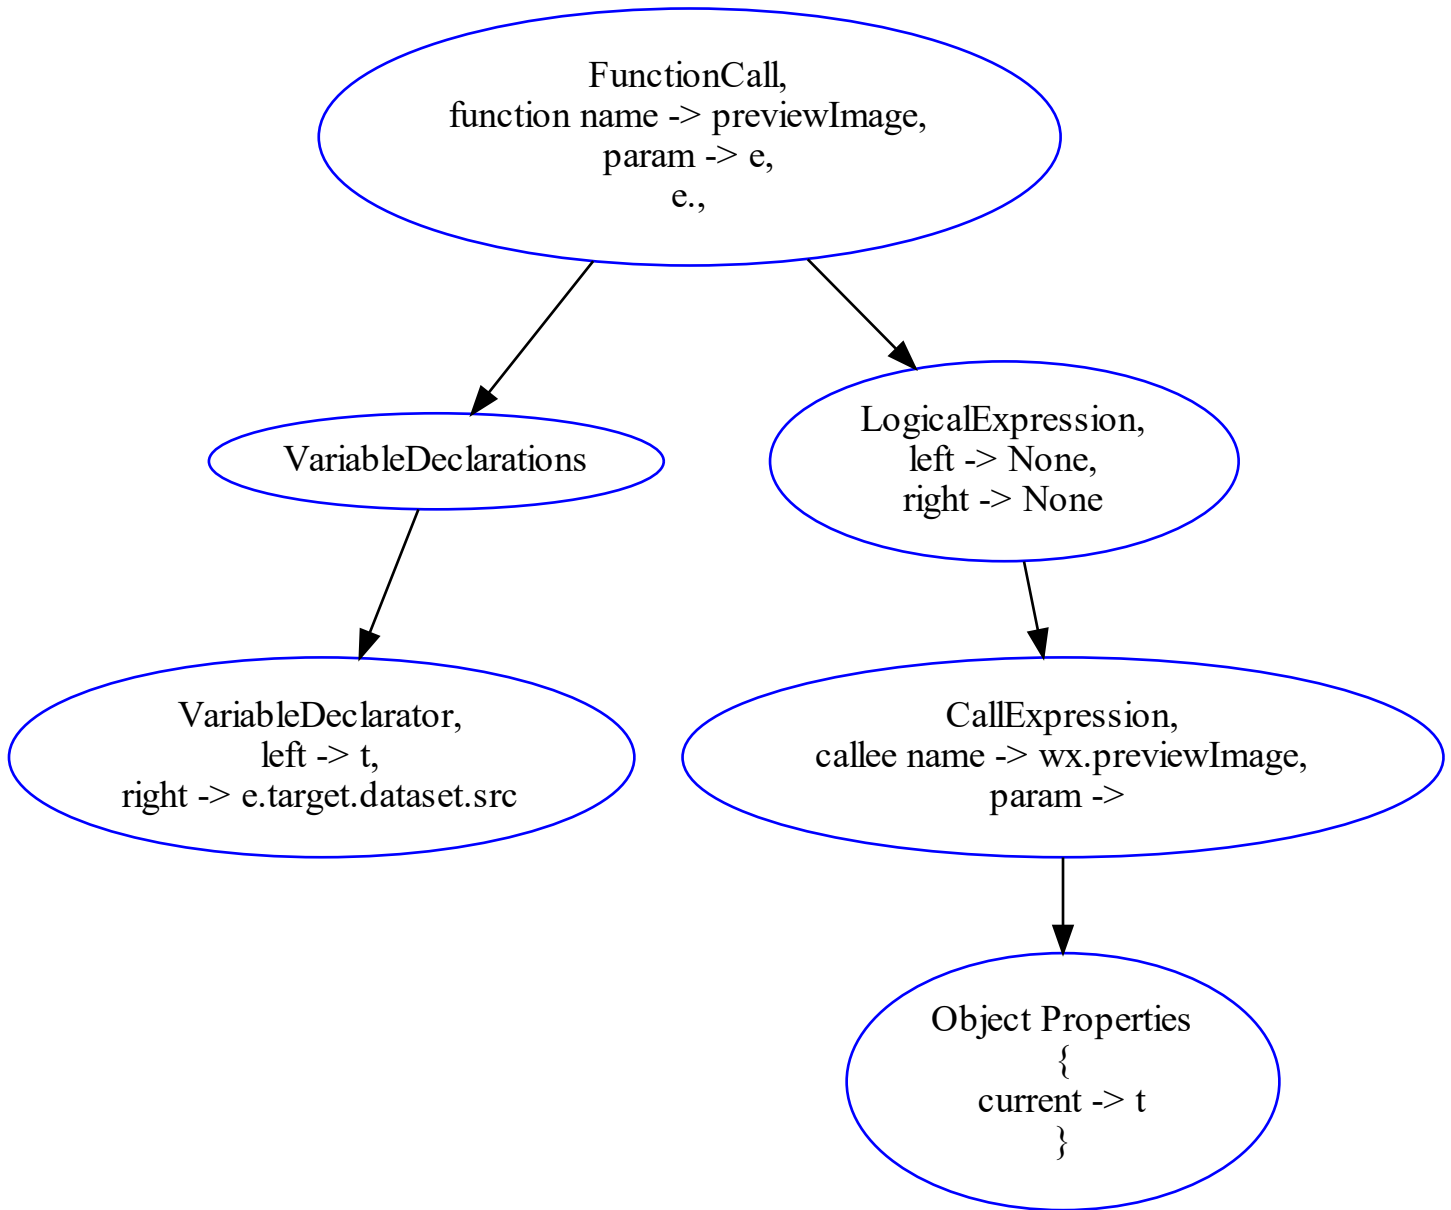 FunctionCall,
function name -> previewImage,
param -> e,
e.,
VariableDeclarations
LogicalExpression,
left -> None,
right -> None
VariableDeclarator,
left -> t,
right -> e.target.dataset.src
CallExpression,
callee name -> wx.previewImage,
param ->
Object Properties
{
current -> t
}